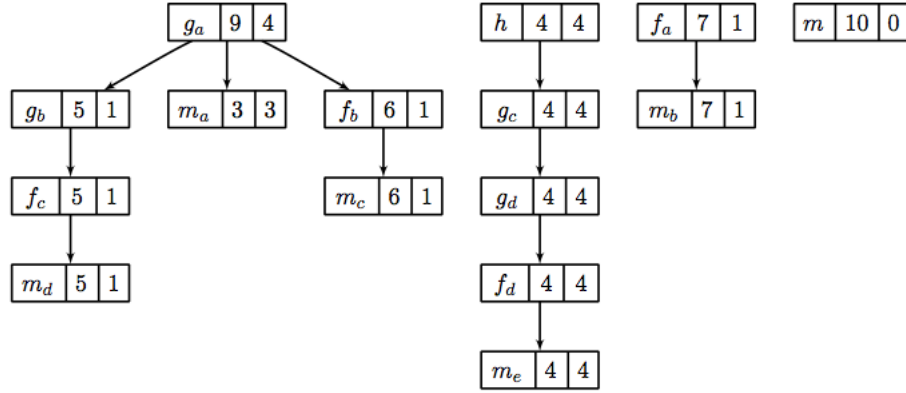 g_a 9 4 h 4 4 f_a 7 1 m 10 0
g_b 5 1 m_a 3 3 f_b 6 1 g_c 4 4 m_b 7 1
f_c 5 1 m_c 6 1 g_d 4 4
m_d 5 1 f_d 4 4
m_e 4 4